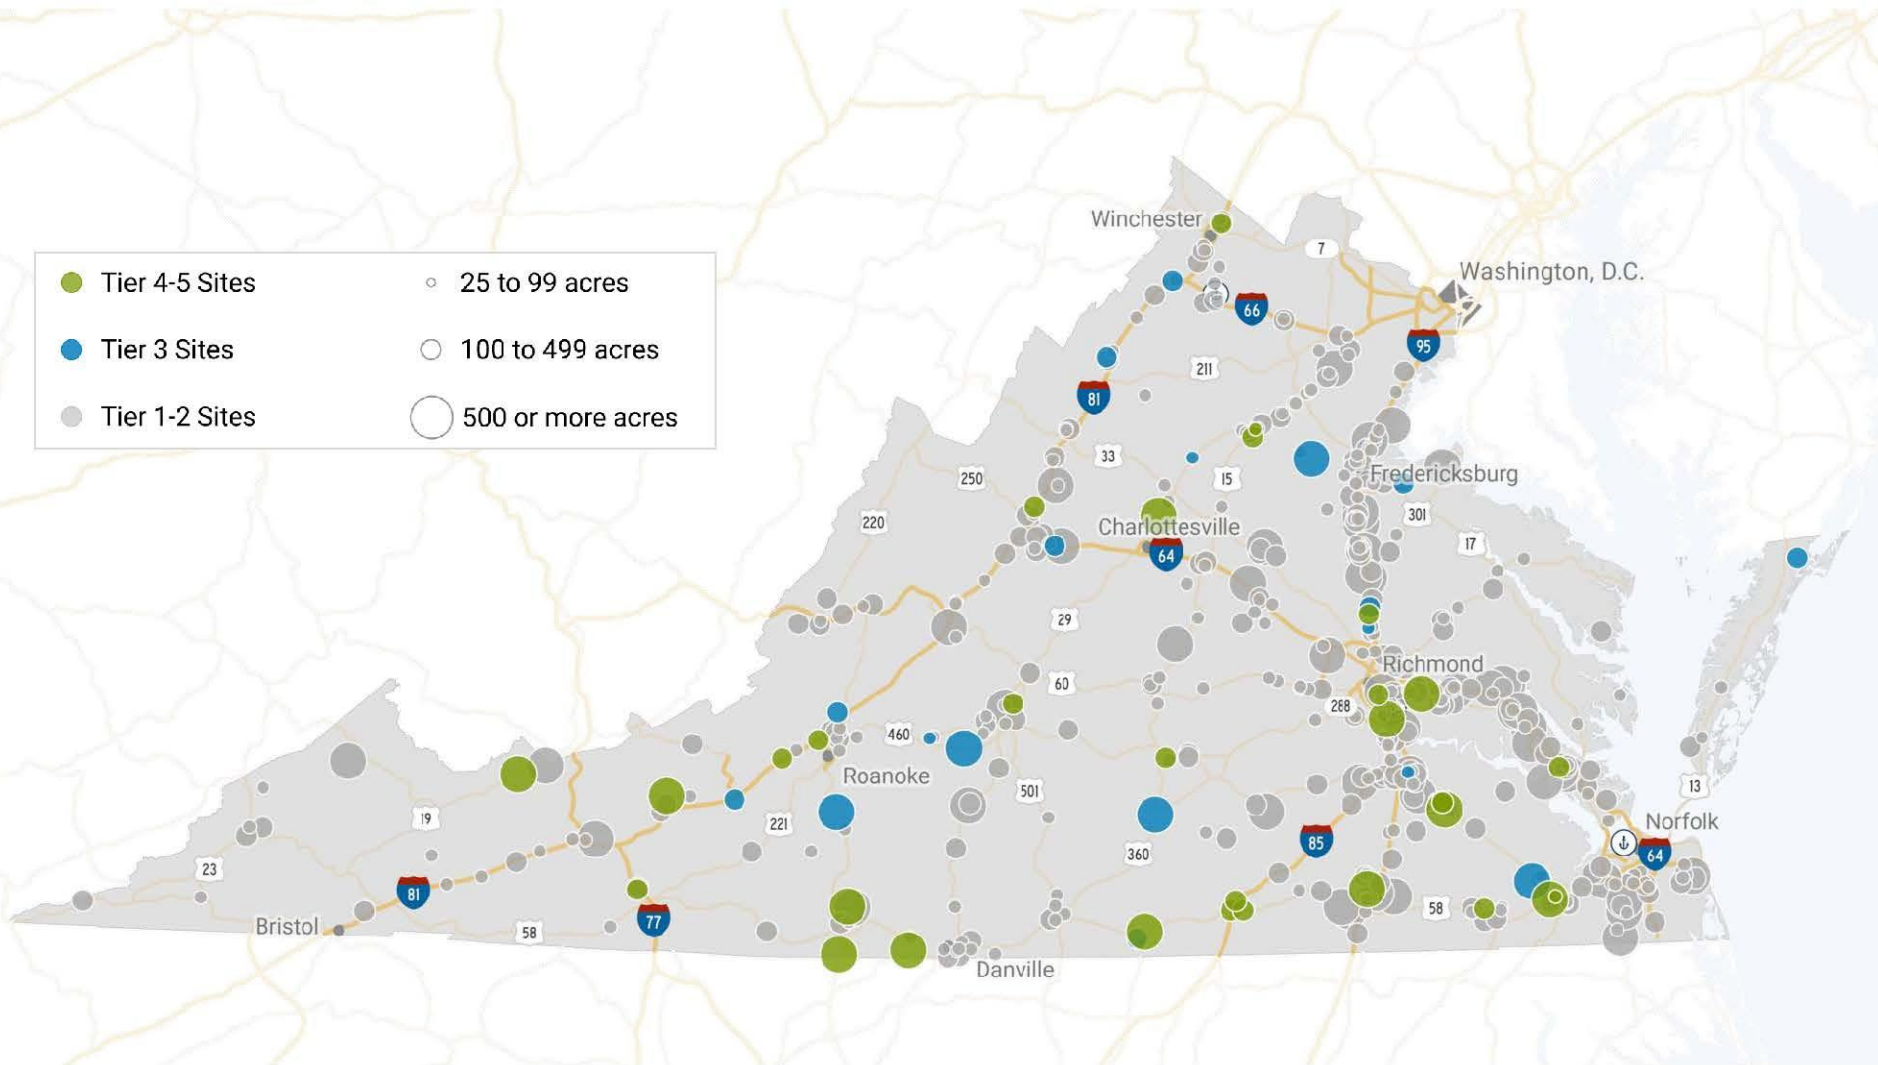 Winchester
7
Washington, D.C.
Tier 4-5 Sites
25 to 99 acres
66
Tier 3 Sites
100 to 499 acres
95
211
81
Tier 1-2 Sites
500 or more acres
33
250
15
Fredericksburg
220
301
Charlottesville
17
64
29
Richmond
60
288
460
Roanoke
501
13
19
221
Norfolk
85
360
64
23
81
58
77
Bristol
58
Danville